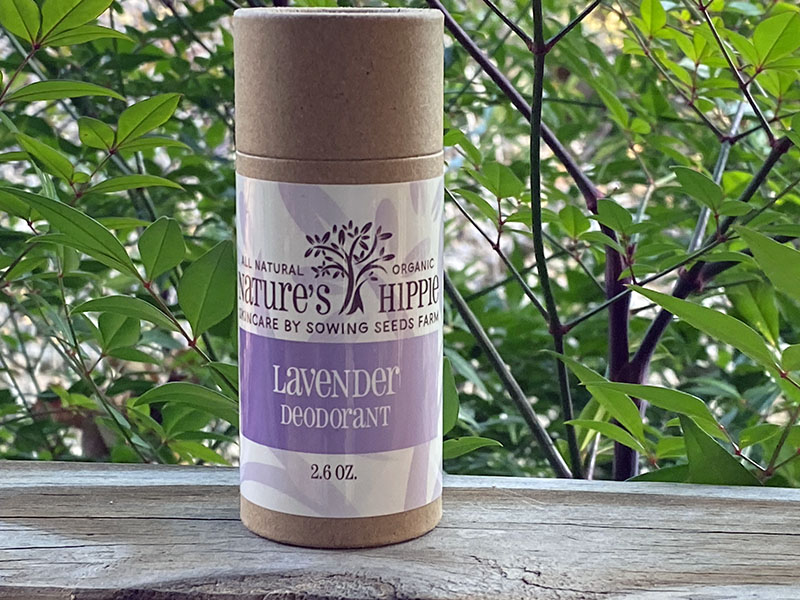 ALL NATURAL ORGANIC
Nature's Hippie
SKINCARE BY SOWING SEEDS FARM
Lavender
Deodorant
2.6 OZ.